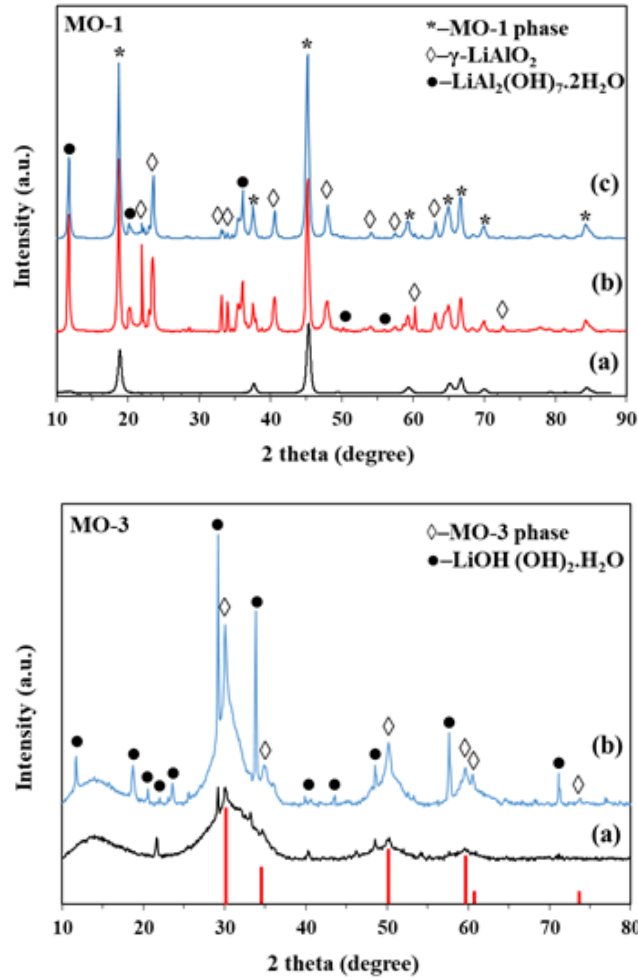 MO-1
*–MO-1 phase
◊–γ-LiAlO₂
●–LiAl₂(OH)₇.2H₂O
(c)
(b)
(a)
Intensity (a.u.)
10 20 30 40 50 60 70 80 90
2 theta (degree)
MO-3
◊–MO-3 phase
●–LiOH (OH)₂.H₂O
(b)
(a)
Intensity (a.u.)
10 20 30 40 50 60 70 80
2 theta (degree)